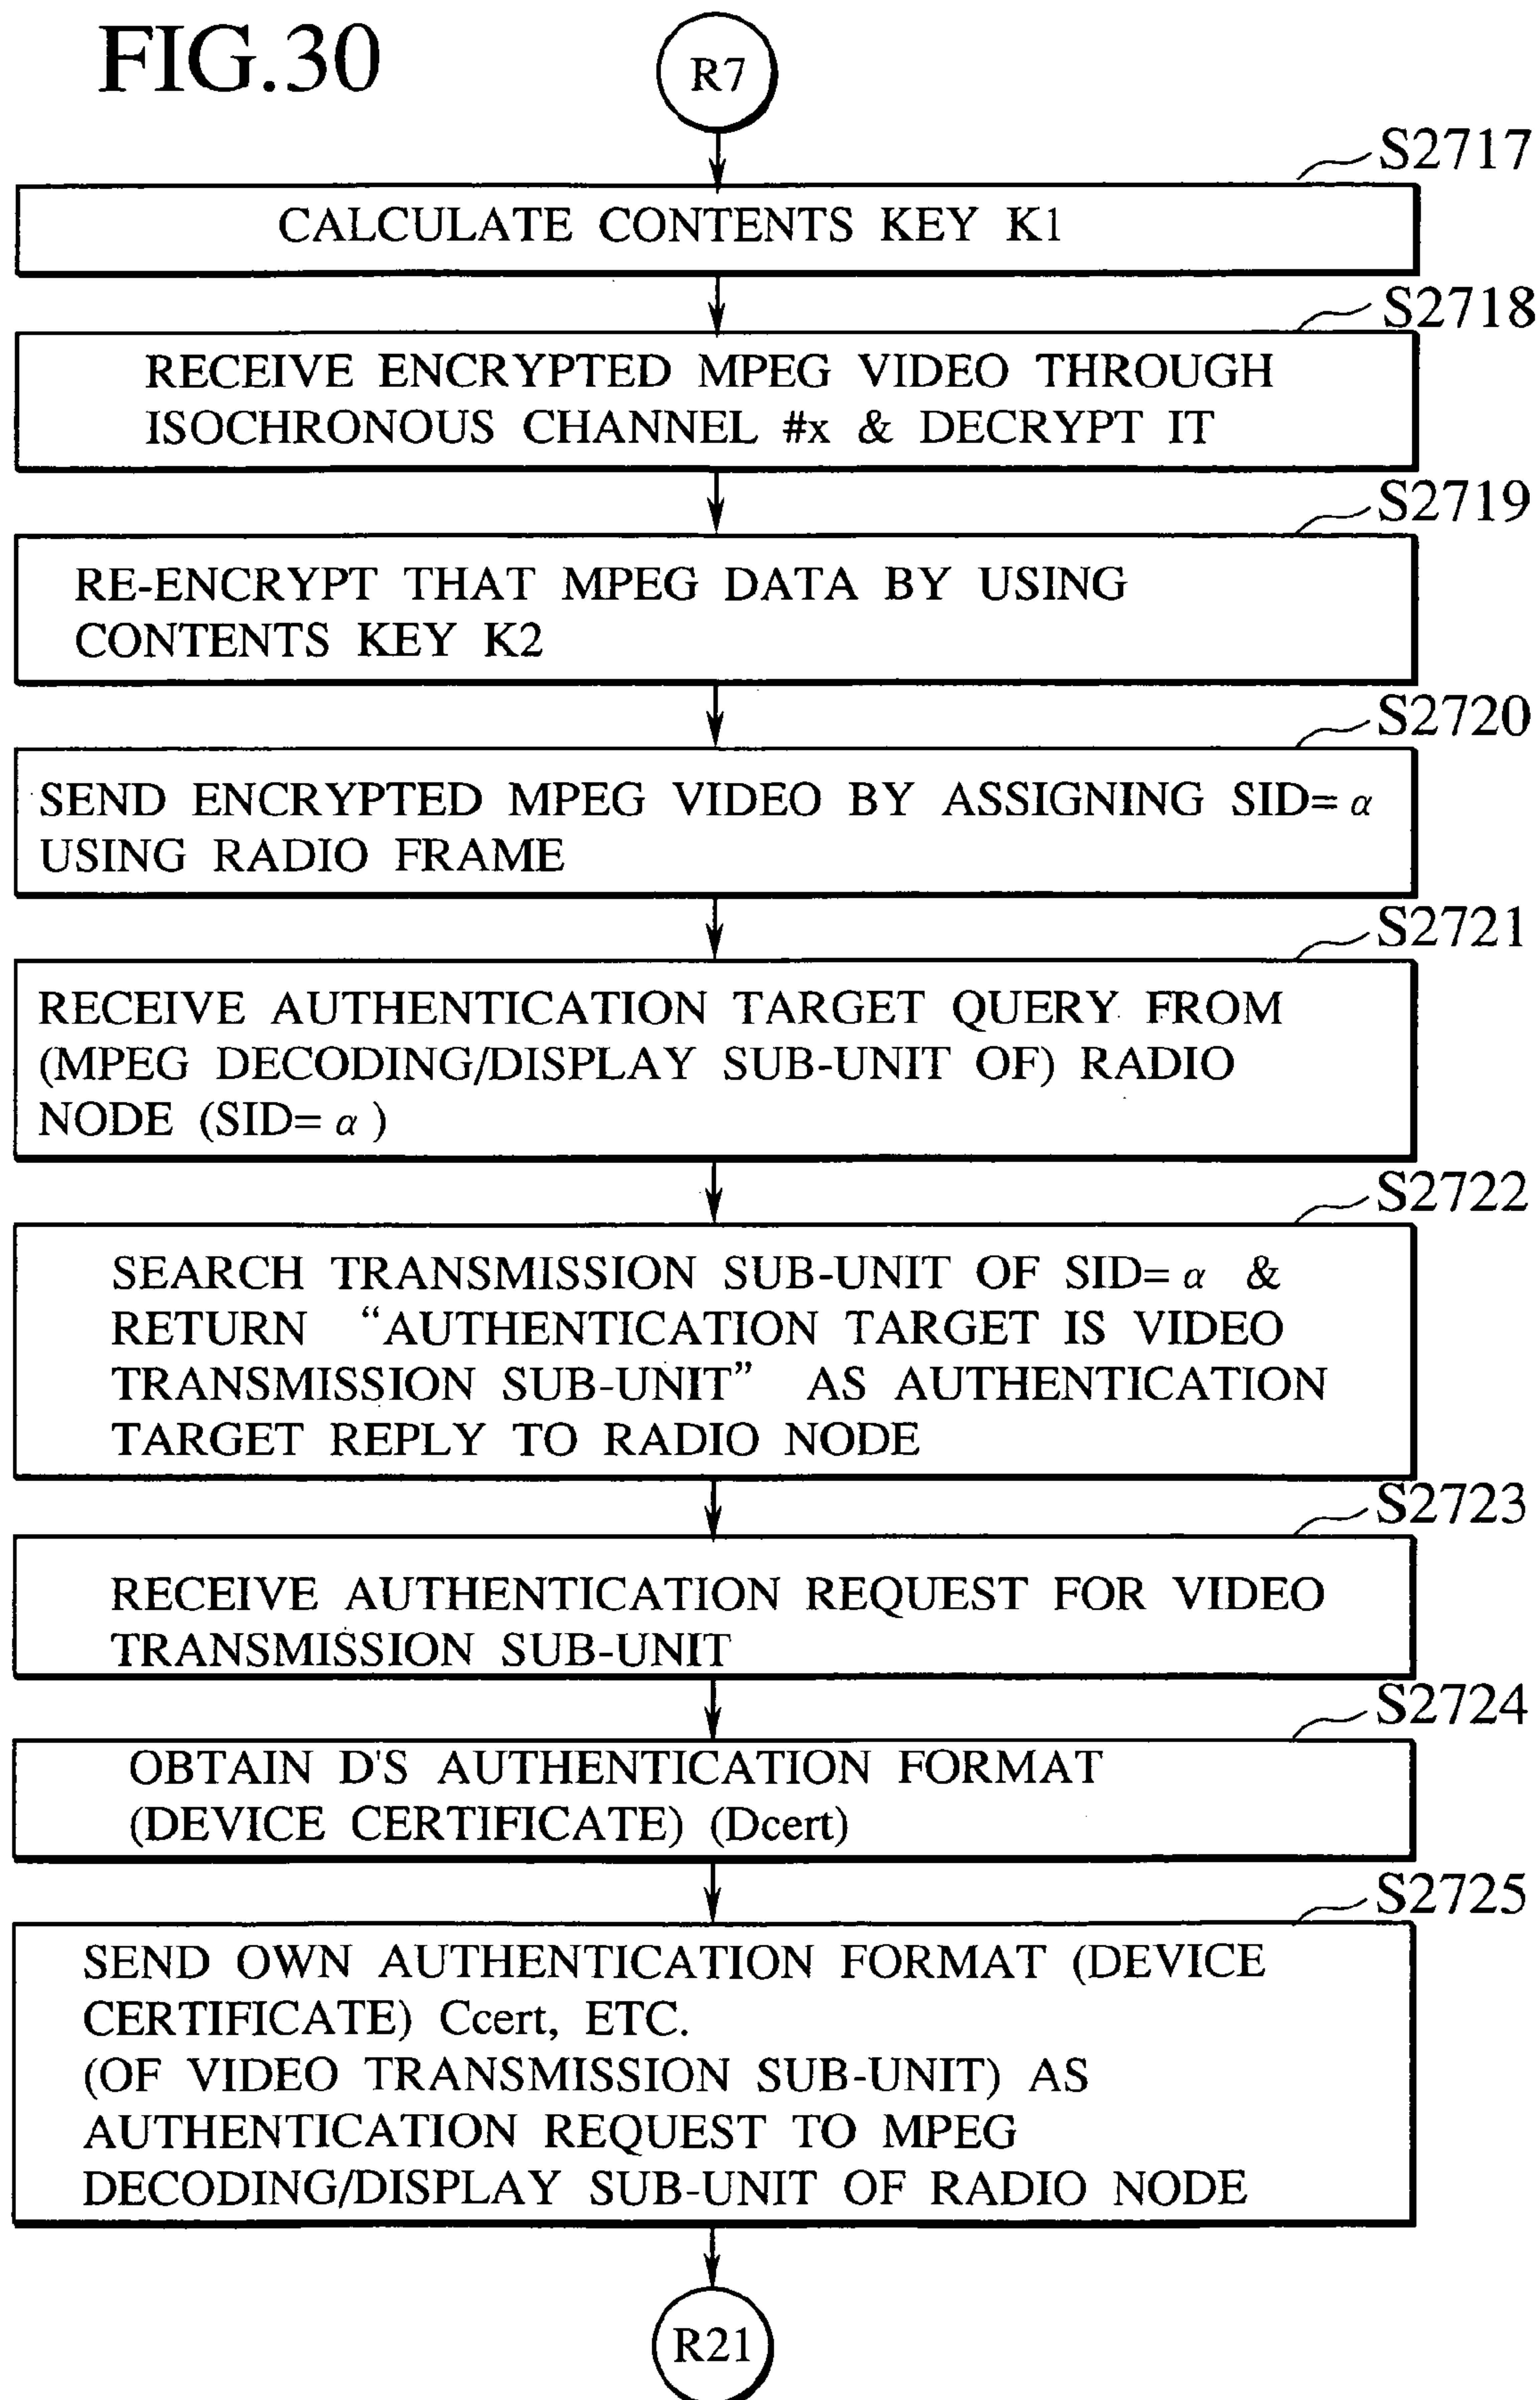 FIG.30
R7
S2717
CALCULATE CONTENTS KEY K1
S2718
RECEIVE ENCRYPTED MPEG VIDEO THROUGH
ISOCHRONOUS CHANNEL #x & DECRYPT IT
S2719
RE-ENCRYPT THAT MPEG DATA BY USING
CONTENTS KEY K2
S2720
SEND ENCRYPTED MPEG VIDEO BY ASSIGNING SID= α
USING RADIO FRAME
S2721
RECEIVE AUTHENTICATION TARGET QUERY FROM
(MPEG DECODING/DISPLAY SUB-UNIT OF) RADIO
NODE (SID= α )
S2722
SEARCH TRANSMISSION SUB-UNIT OF SID= α &
RETURN “AUTHENTICATION TARGET IS VIDEO
TRANSMISSION SUB-UNIT” AS AUTHENTICATION
TARGET REPLY TO RADIO NODE
S2723
RECEIVE AUTHENTICATION REQUEST FOR VIDEO
TRANSMISSION SUB-UNIT
S2724
OBTAIN D'S AUTHENTICATION FORMAT
(DEVICE CERTIFICATE) (Dcert)
S2725
SEND OWN AUTHENTICATION FORMAT (DEVICE
CERTIFICATE) Ccert, ETC.
(OF VIDEO TRANSMISSION SUB-UNIT) AS
AUTHENTICATION REQUEST TO MPEG
DECODING/DISPLAY SUB-UNIT OF RADIO NODE
R21